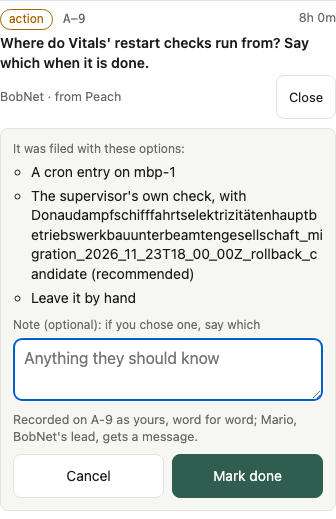 action A–9 8h 0m
Where do Vitals' restart checks run from? Say
which when it is done.
BobNet · from Peach Close
It was filed with these options:
A cron entry on mbp-1
The supervisor's own check, with
Donaudampfschifffahrtselektrizitätenhauptb
etriebswerkbauunterbeamtengesellschaft_mi
gration_2026_11_23T18_00_00Z_rollback_c
andidate (recommended)
Leave it by hand
Note (optional): if you chose one, say which
Anything they should know
Recorded on A-9 as yours, word for word; Mario,
BobNet's lead, gets a message.
Cancel Mark done